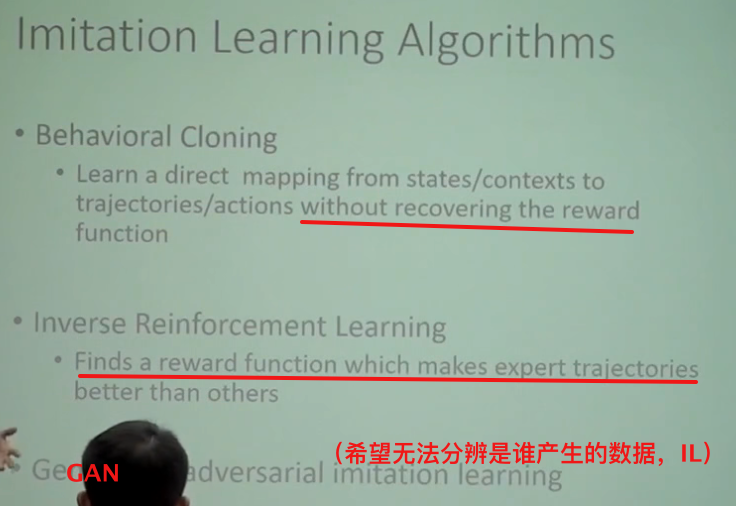 Imitation Learning Algorithms
• Behavioral Cloning
• Learn a direct mapping from states/contexts to
trajectories/actions without recovering the reward
function
• Inverse Reinforcement Learning
• Finds a reward function which makes expert trajectories
better than others
(希望无法分辨是谁产生的数据，IL)
GAN adversarial imitation learning